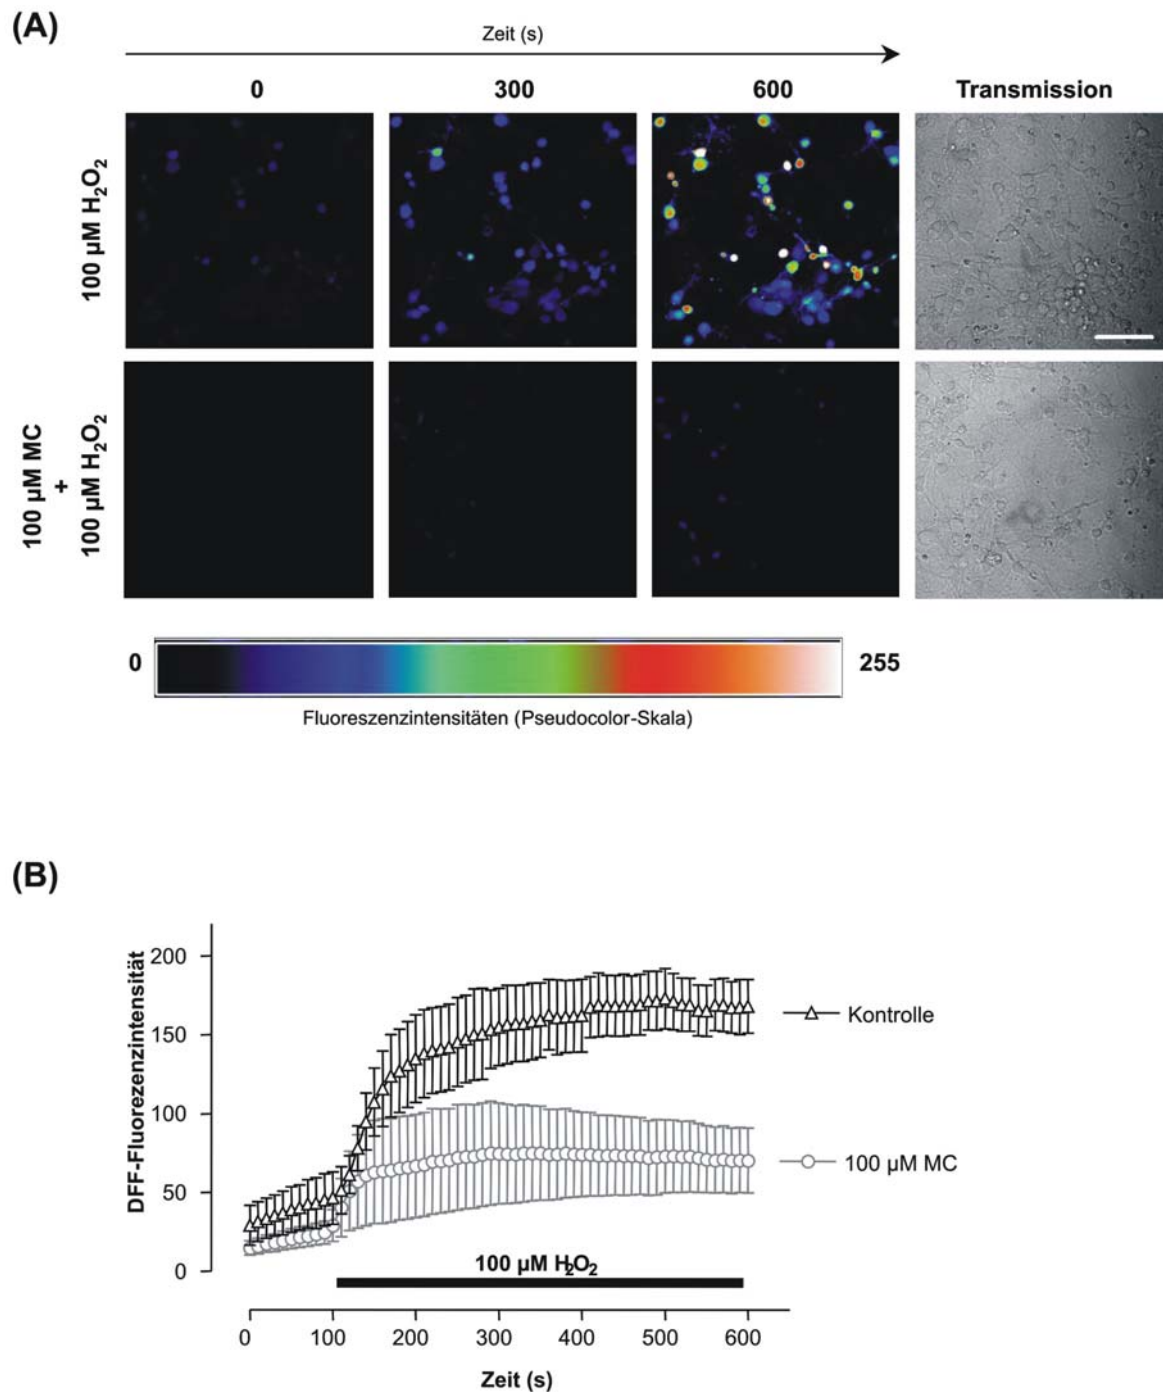 (A)
Zeit (s)
0 300 600 Transmission
100 µM H₂O₂
100 µM MC
+
100 µM H₂O₂
0 255
Fluoreszenzintensitäten (Pseudocolor-Skala)
(B)
DFF-Fluorezenzintensität
200
150
100
50
0
Kontrolle
100 µM MC
100 µM H₂O₂
0 100 200 300 400 500 600
Zeit (s)